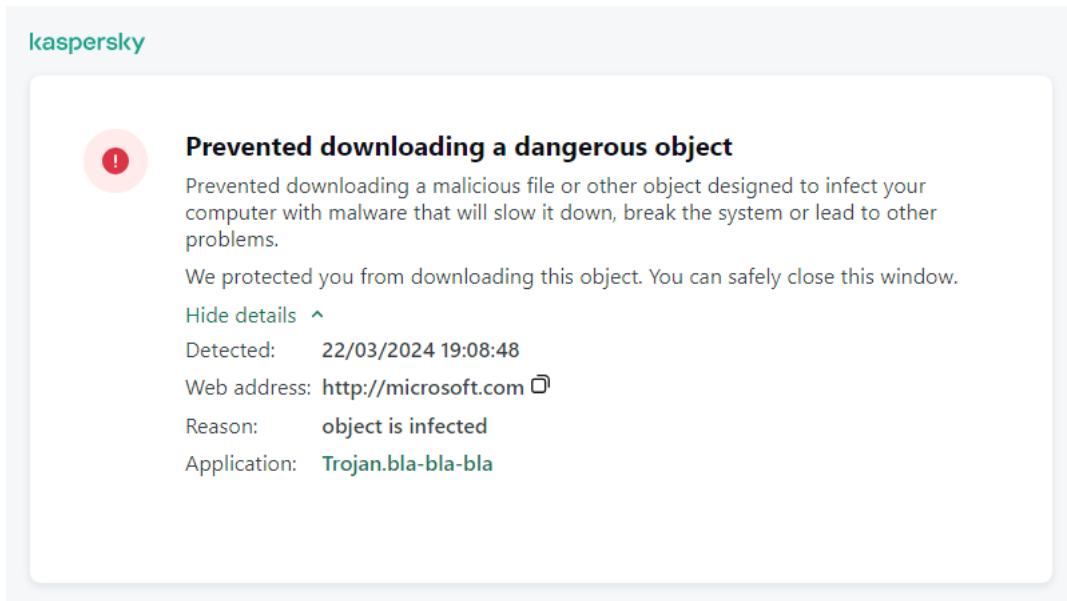 kaspersky
Prevented downloading a dangerous object
Prevented downloading a malicious file or other object designed to infect your
computer with malware that will slow it down, break the system or lead to other
problems.
We protected you from downloading this object. You can safely close this window.
Hide details
Detected: 22/03/2024 19:08:48
Web address: http://microsoft.com
Reason: object is infected
Application: Trojan.bla-bla-bla